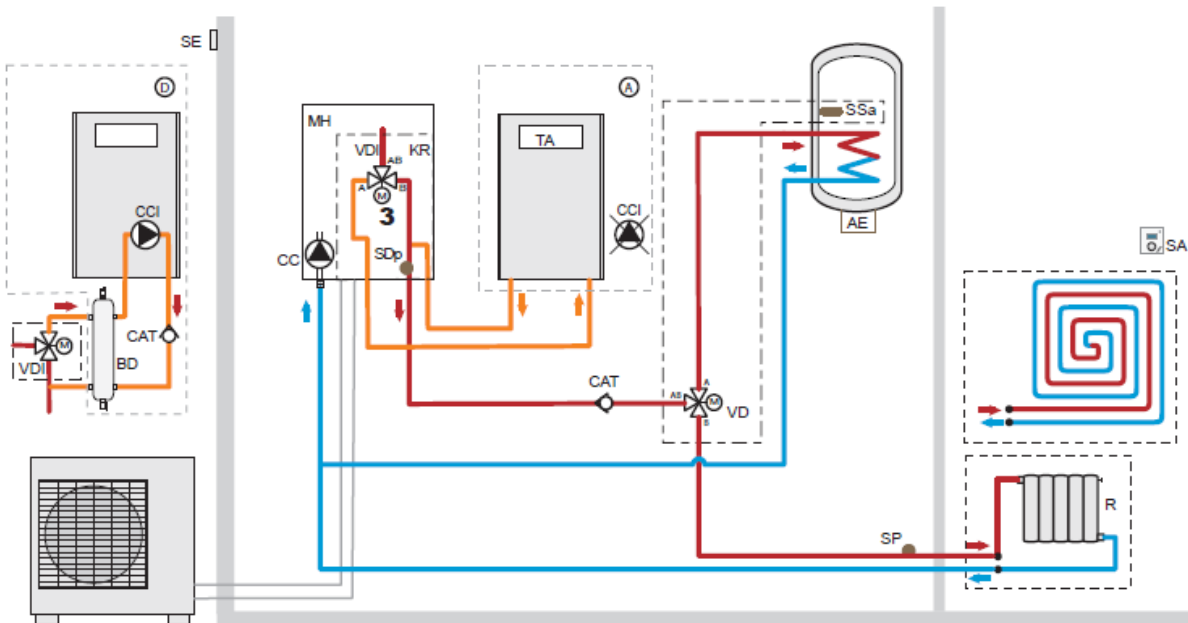 SE
D
CCI
CAT
BD
M
VDI
MH
VDI
KR
AB
A
B
M
3
SDp
CC
A
TA
CCI
CAT
SSa
AE
A
AB
M
B
VD
SP
SA
R